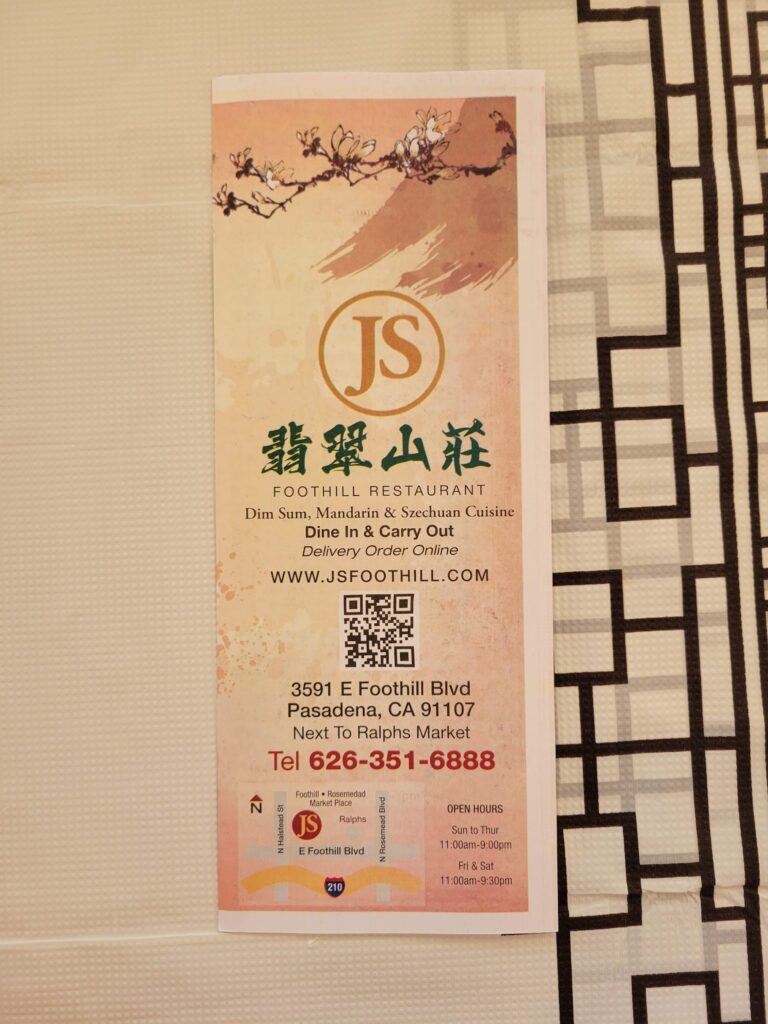 JS
翡翠山莊
FOOTHILL RESTAURANT
Dim Sum, Mandarin & Szechuan Cuisine
Dine In & Carry Out
Delivery Order Online
WWW.JSFOOTHILL.COM
3591 E Foothill Blvd
Pasadena, CA 91107
Next To Ralphs Market
Tel 626-351-6888
N
N Halstead St
Foothill • Rosemedad
Market Place
JS
Ralphs
N Rosemead Blvd
E Foothill Blvd
210
OPEN HOURS
Sun to Thur
11:00am-9:00pm
Fri & Sat
11:00am-9:30pm